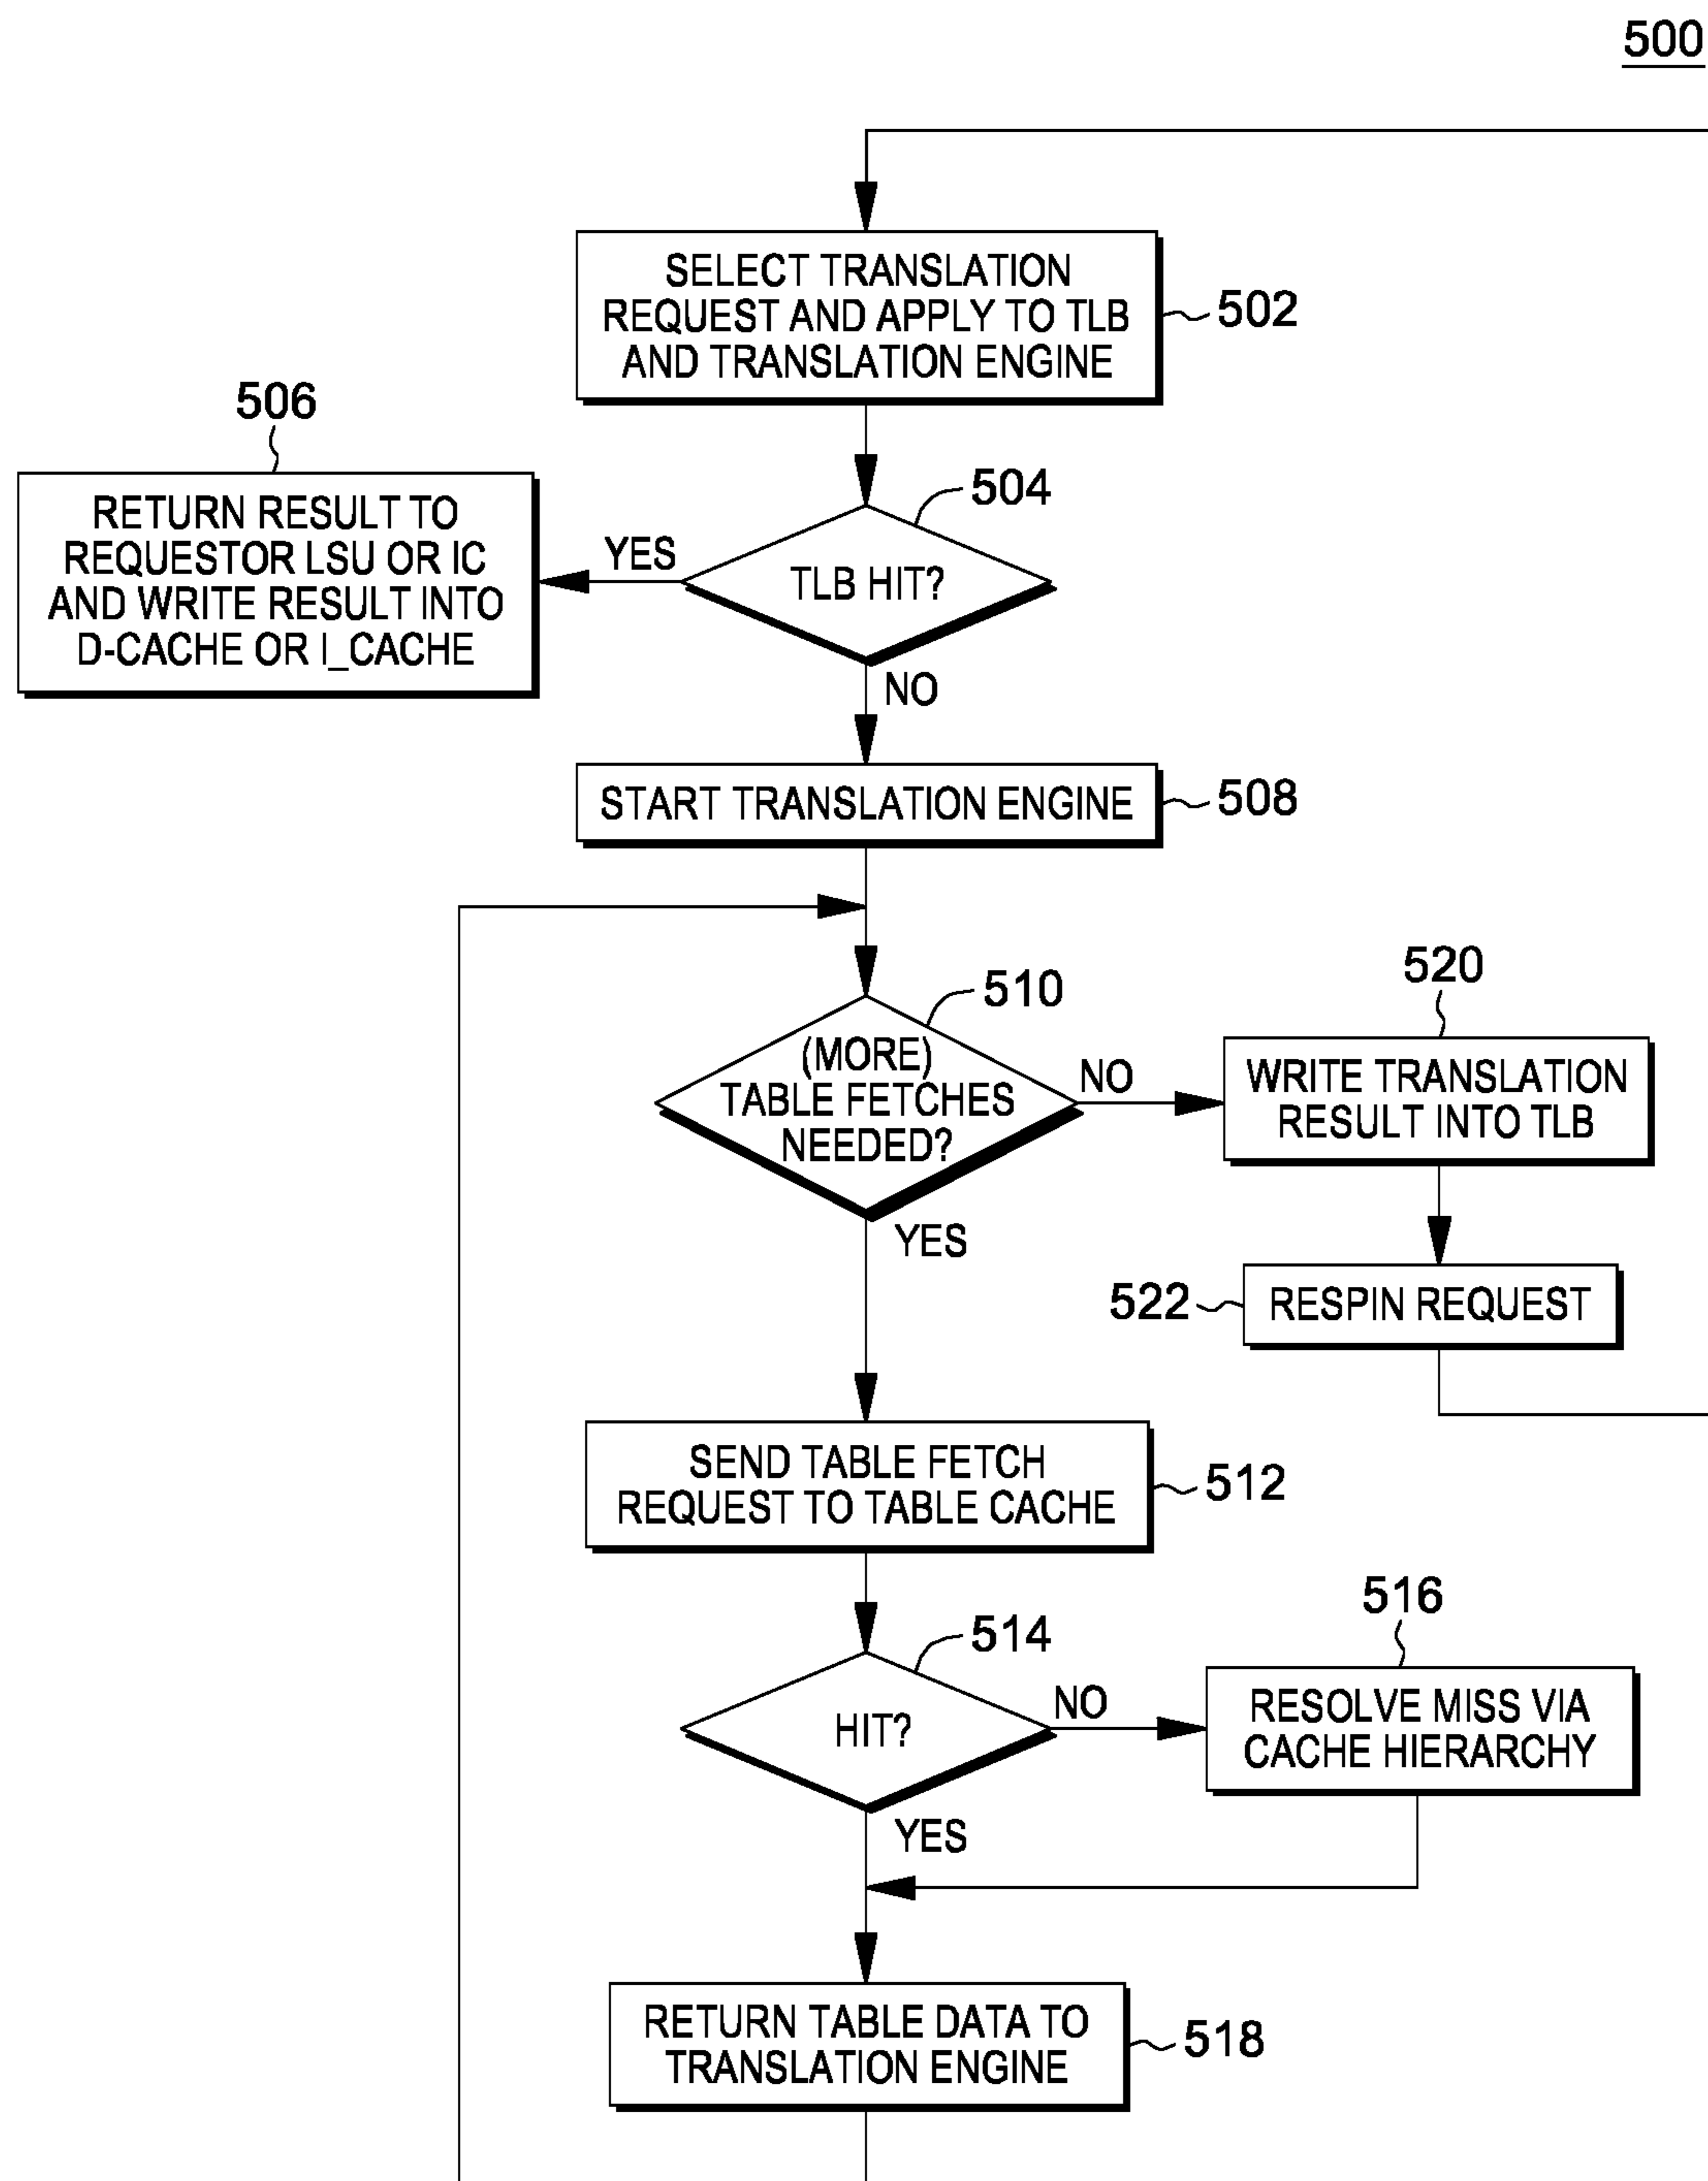 500
SELECT TRANSLATION
REQUEST AND APPLY TO TLB
AND TRANSLATION ENGINE
502
506
RETURN RESULT TO
REQUESTOR LSU OR IC
AND WRITE RESULT INTO
D-CACHE OR I_CACHE
YES
504
TLB HIT?
NO
START TRANSLATION ENGINE
508
510
(MORE)
TABLE FETCHES
NEEDED?
NO
520
WRITE TRANSLATION
RESULT INTO TLB
YES
522
RESPIN REQUEST
SEND TABLE FETCH
REQUEST TO TABLE CACHE
512
514
HIT?
NO
516
RESOLVE MISS VIA
CACHE HIERARCHY
YES
RETURN TABLE DATA TO
TRANSLATION ENGINE
518